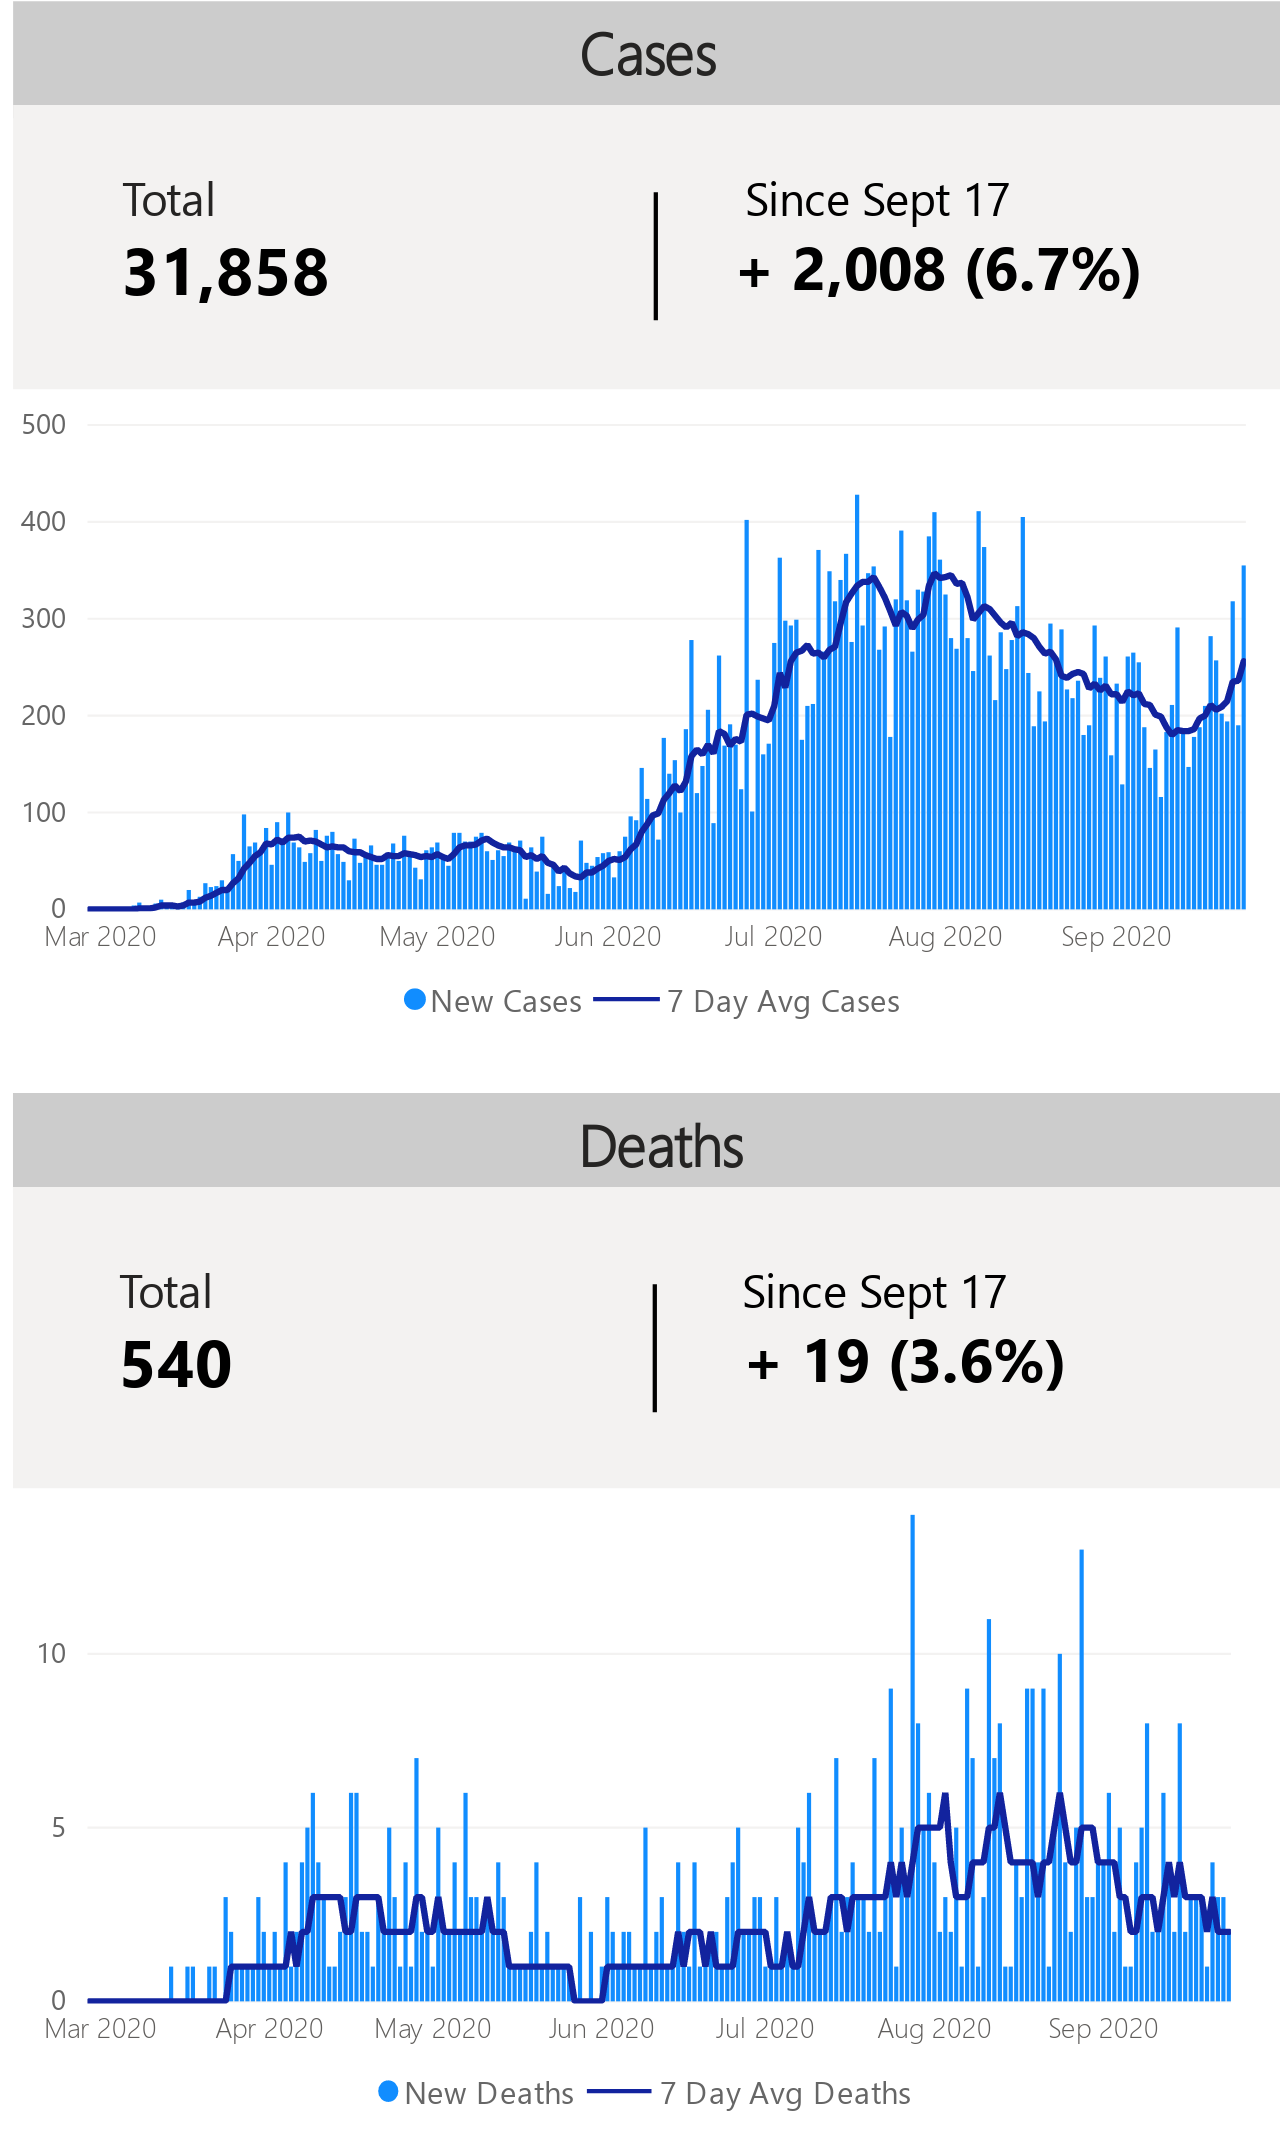 Cases
Total
Since Sept 17
31,858
+ 2,008 (6.7%)
500
400
300
200
100
0
Mar 2020 Apr 2020 May 2020 Jun 2020 Jul 2020 Aug 2020 Sep 2020
New Cases 7 Day Avg Cases
Deaths
Total
Since Sept 17
540
+ 19 (3.6%)
10
5
0
Mar 2020 Apr 2020 May 2020 Jun 2020 Jul 2020 Aug 2020 Sep 2020
New Deaths 7 Day Avg Deaths